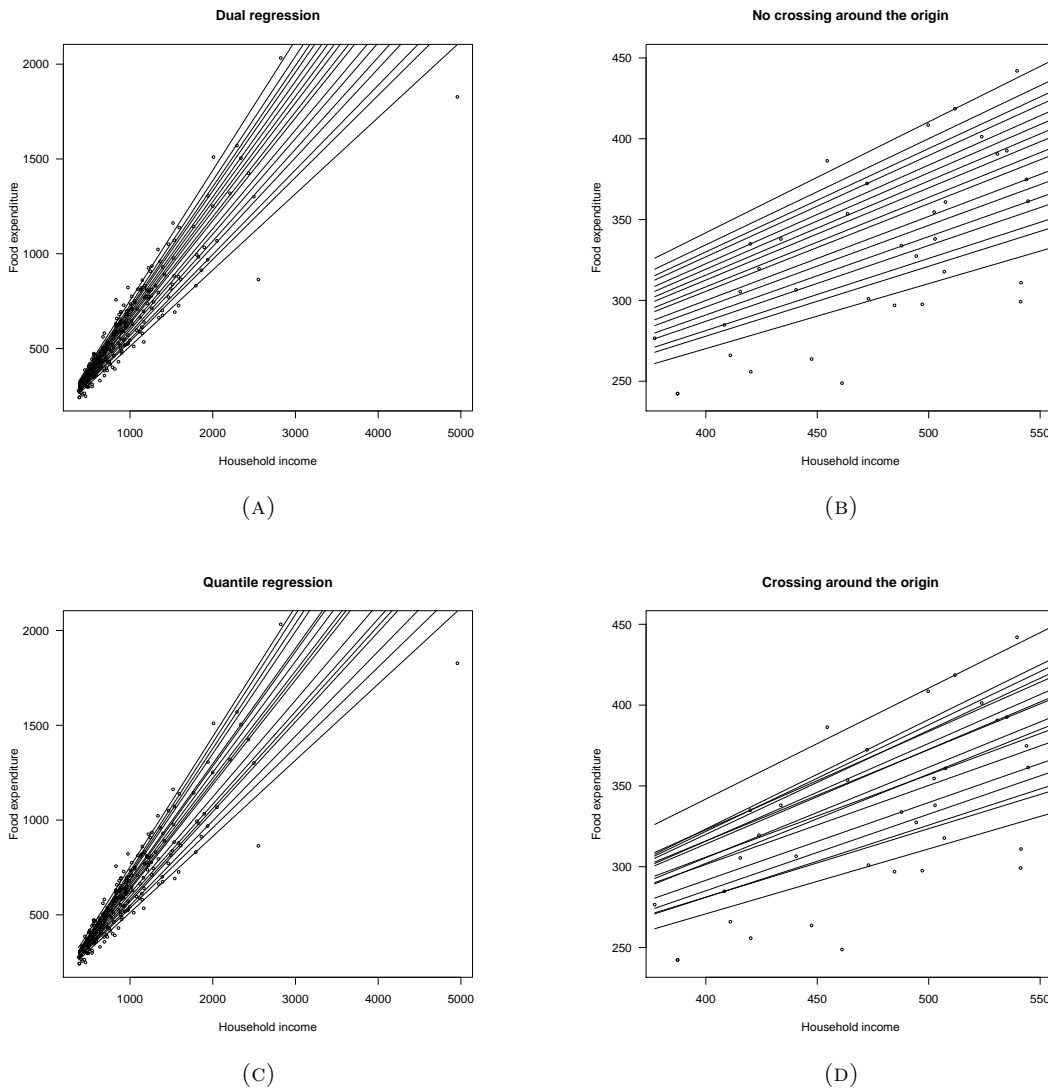 Dual regression
Food expenditure
2000
1500
1000
500
1000 2000 3000 4000 5000
Household income
(A)
No crossing around the origin
Food expenditure
450
400
350
300
250
400 450 500 550
Household income
(B)
Quantile regression
Food expenditure
2000
1500
1000
500
1000 2000 3000 4000 5000
Household income
(C)
Crossing around the origin
Food expenditure
450
400
350
300
250
400 450 500 550
Household income
(D)